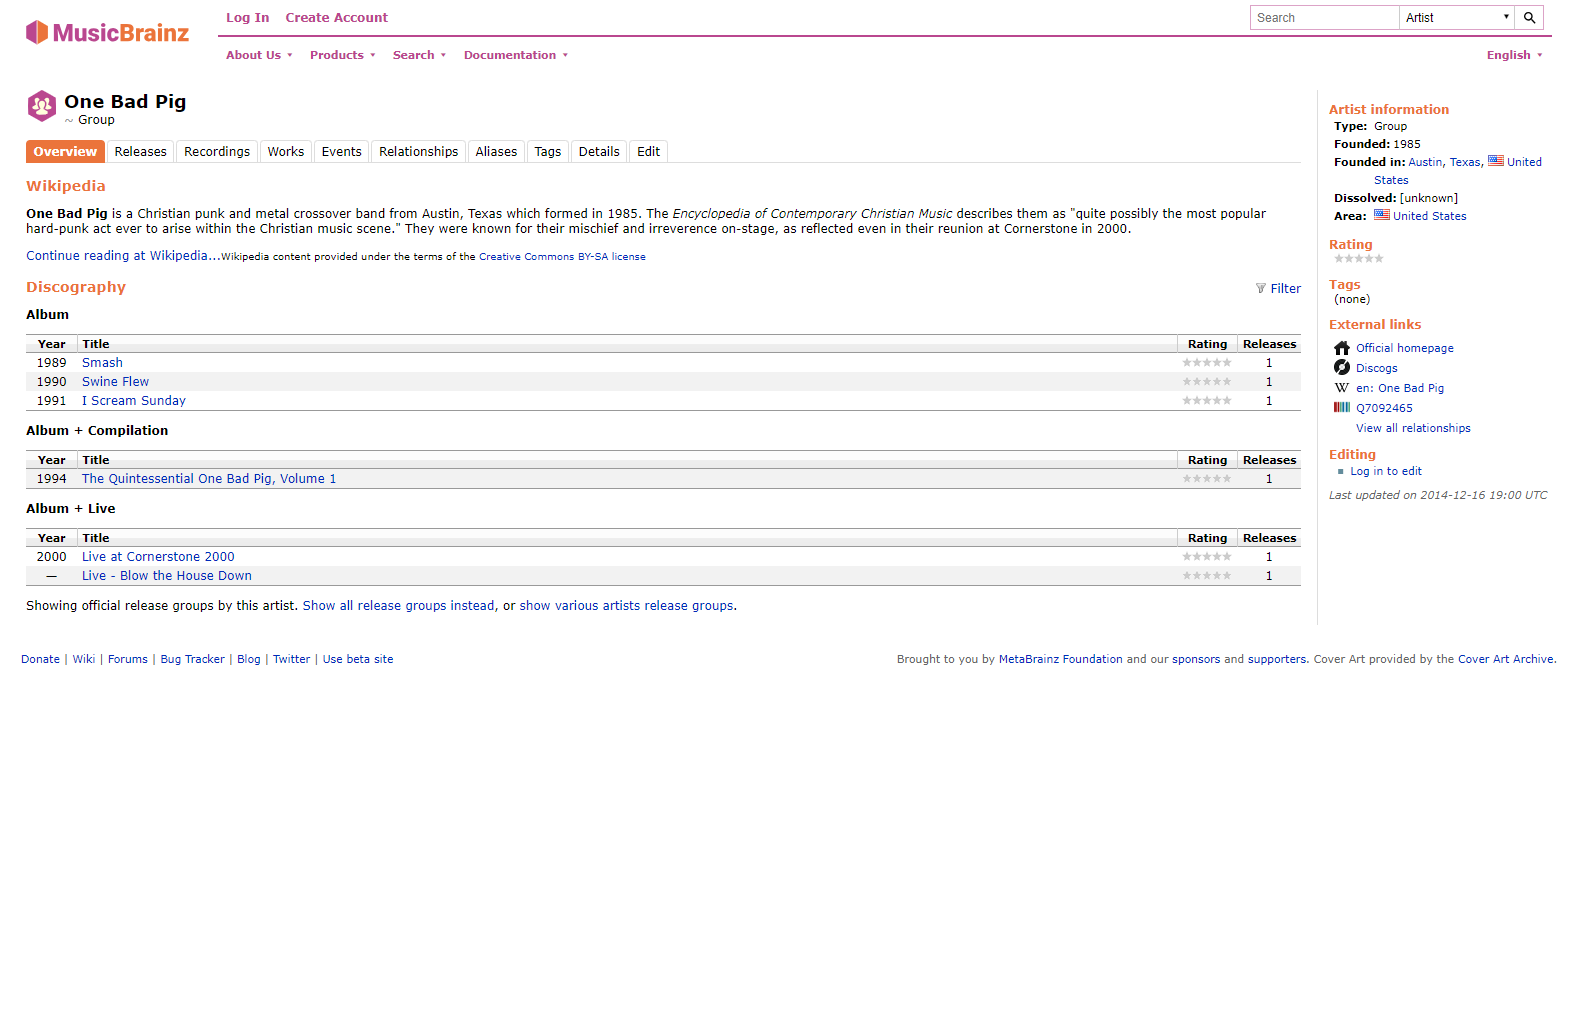 MusicBrainz
Log In Create Account
Search Artist
About Us Products Search Documentation
English
One Bad Pig
~ Group
Overview Releases Recordings Works Events Relationships Aliases Tags Details Edit
Wikipedia
One Bad Pig is a Christian punk and metal crossover band from Austin, Texas which formed in 1985. The Encyclopedia of Contemporary Christian Music describes them as "quite possibly the most popular
hard-punk act ever to arise within the Christian music scene." They were known for their mischief and irreverence on-stage, as reflected even in their reunion at Cornerstone in 2000.
Continue reading at Wikipedia... Wikipedia content provided under the terms of the Creative Commons BY-SA license
Discography
Filter
Album
Year Title Rating Releases
1989 Smash 1
1990 Swine Flew 1
1991 I Scream Sunday 1
Album + Compilation
Year Title Rating Releases
1994 The Quintessential One Bad Pig, Volume 1 1
Album + Live
Year Title Rating Releases
2000 Live at Cornerstone 2000 1
— Live - Blow the House Down 1
Showing official release groups by this artist. Show all release groups instead, or show various artists release groups.
Artist information
Type: Group
Founded: 1985
Founded in: Austin, Texas, United
States
Dissolved: [unknown]
Area: United States
Rating
Tags
(none)
External links
Official homepage
Discogs
W en: One Bad Pig
Q7092465
View all relationships
Editing
Log in to edit
Last updated on 2014-12-16 19:00 UTC
Donate | Wiki | Forums | Bug Tracker | Blog | Twitter | Use beta site
Brought to you by MetaBrainz Foundation and our sponsors and supporters. Cover Art provided by the Cover Art Archive.